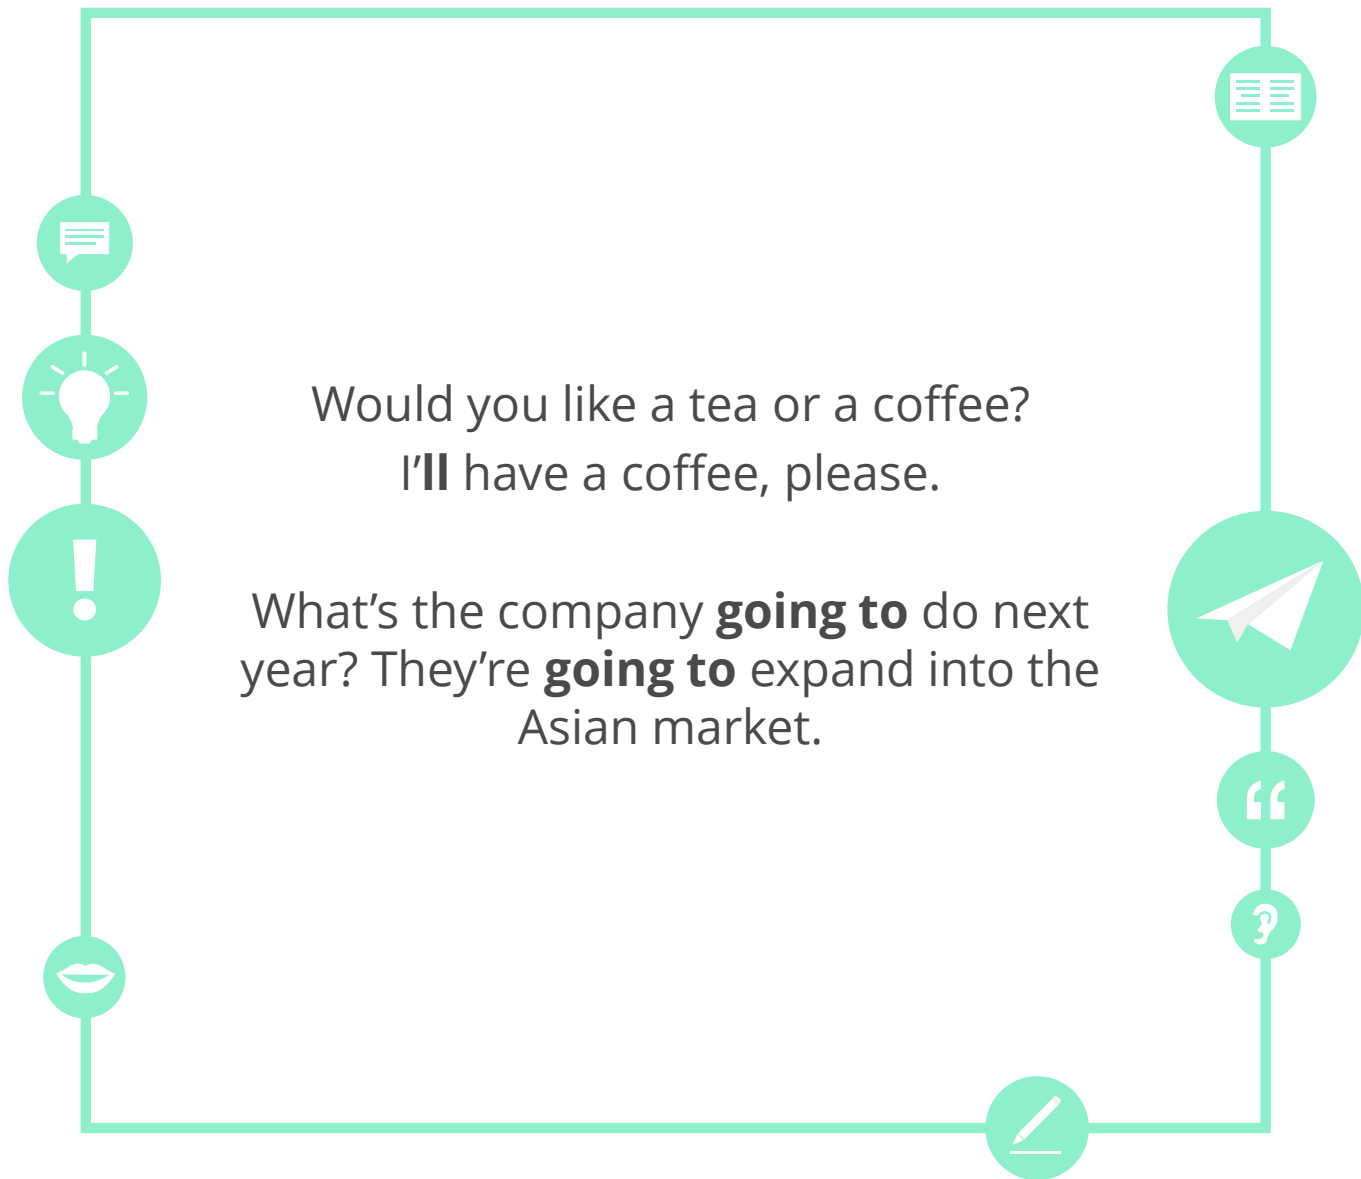 Would you like a tea or a coffee?
I’ll have a coffee, please.
What’s the company going to do next
year? They’re going to expand into the
Asian market.